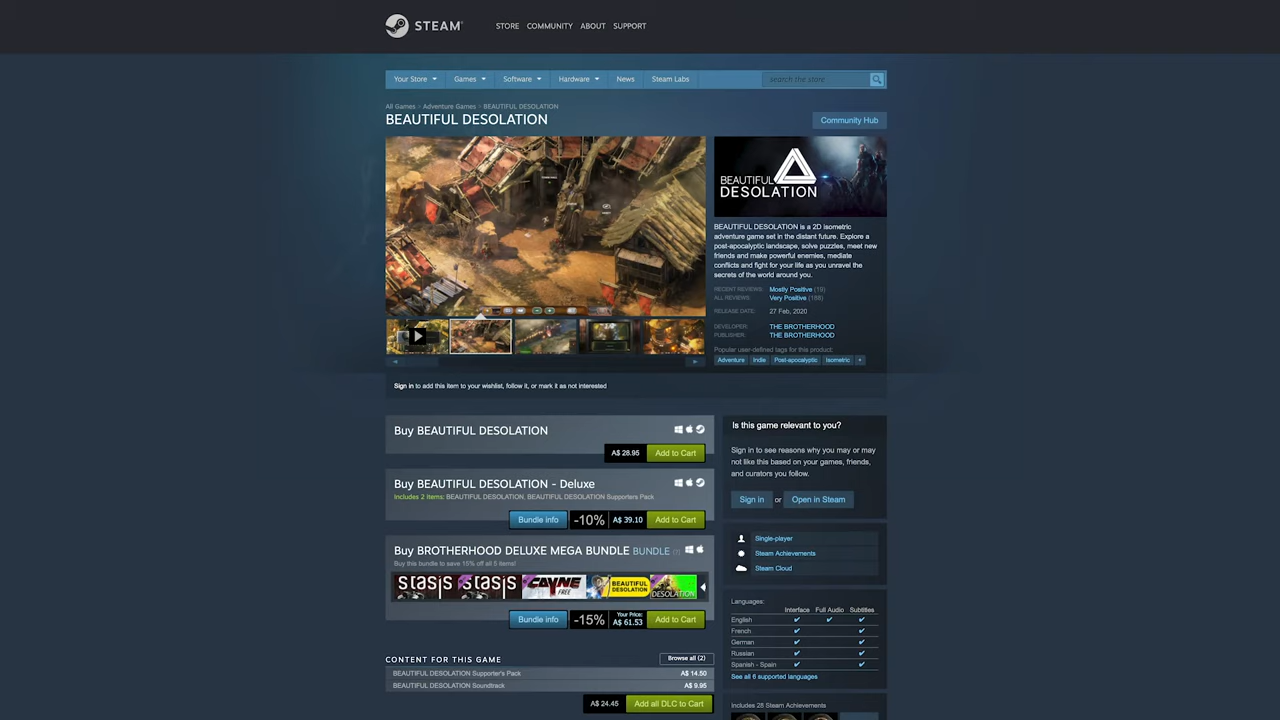 STEAM®
STORE COMMUNITY ABOUT SUPPORT
Your Store Games Software Hardware News Steam Labs search the store
All Games > Adventure Games > BEAUTIFUL DESOLATION
BEAUTIFUL DESOLATION
Community Hub
BEAUTIFUL
DESOLATION
BEAUTIFUL DESOLATION is a 2D isometric
adventure game set in the distant future. Explore a
post-apocalyptic landscape, solve puzzles, meet new
friends and make powerful enemies, mediate
conflicts and fight for your life as you unravel the
secrets of the world around you.
RECENT REVIEWS: Mostly Positive (19)
ALL REVIEWS: Very Positive (188)
RELEASE DATE: 27 Feb, 2020
DEVELOPER: THE BROTHERHOOD
PUBLISHER: THE BROTHERHOOD
Popular user-defined tags for this product:
Adventure Indie Post-apocalyptic Isometric +
Sign in to add this item to your wishlist, follow it, or mark it as not interested
Buy BEAUTIFUL DESOLATION
A$ 28.95 Add to Cart
Buy BEAUTIFUL DESOLATION - Deluxe
Includes 2 items: BEAUTIFUL DESOLATION, BEAUTIFUL DESOLATION Supporters Pack
Bundle info -10% A$ 39.10 Add to Cart
Buy BROTHERHOOD DELUXE MEGA BUNDLE BUNDLE (?)
Buy this bundle to save 15% off all 5 items!
STASIS STASIS CAYNE FREE BEAUTIFUL DESOLATION DESOLATION
Bundle info -15% Your Price: A$ 61.53 Add to Cart
CONTENT FOR THIS GAME Browse all (2)
BEAUTIFUL DESOLATION Supporter's Pack A$ 14.50
BEAUTIFUL DESOLATION Soundtrack A$ 9.95
A$ 24.45 Add all DLC to Cart
Is this game relevant to you?
Sign in to see reasons why you may or may
not like this based on your games, friends,
and curators you follow.
Sign in or Open in Steam
Single-player
Steam Achievements
Steam Cloud
Languages:
Interface Full Audio Subtitles
English ✔ ✔ ✔
French ✔ ✔
German ✔ ✔
Russian ✔ ✔
Spanish - Spain ✔ ✔
See all 6 supported languages
Includes 28 Steam Achievements